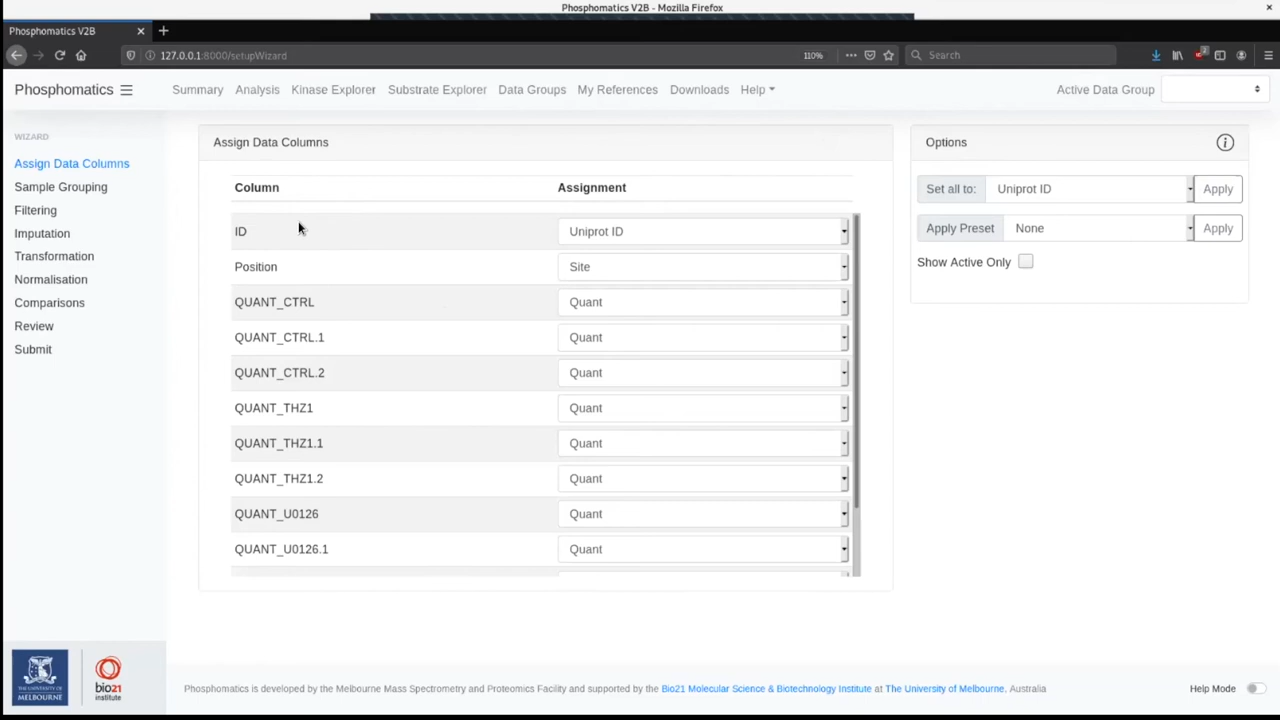 Phosphomatics V2B - Mozilla Firefox
Phosphomatics V2B
127.0.0.1:8000/setupWizard
110%
Search
2
Phosphomatics
Summary
Analysis
Kinase Explorer
Substrate Explorer
Data Groups
My References
Downloads
Help
Active Data Group
WIZARD
Assign Data Columns
Sample Grouping
Filtering
Imputation
Transformation
Normalisation
Comparisons
Review
Submit
Assign Data Columns
Column Assignment
ID Uniprot ID
Position Site
QUANT_CTRL Quant
QUANT_CTRL.1 Quant
QUANT_CTRL.2 Quant
QUANT_THZ1 Quant
QUANT_THZ1.1 Quant
QUANT_THZ1.2 Quant
QUANT_U0126 Quant
QUANT_U0126.1 Quant
Options
Set all to: Uniprot ID Apply
Apply Preset None Apply
Show Active Only
THE UNIVERSITY OF
MELBOURNE
bio21
institute
Phosphomatics is developed by the Melbourne Mass Spectrometry and Proteomics Facility and supported by the Bio21 Molecular Science & Biotechnology Institute at The University of Melbourne, Australia
Help Mode